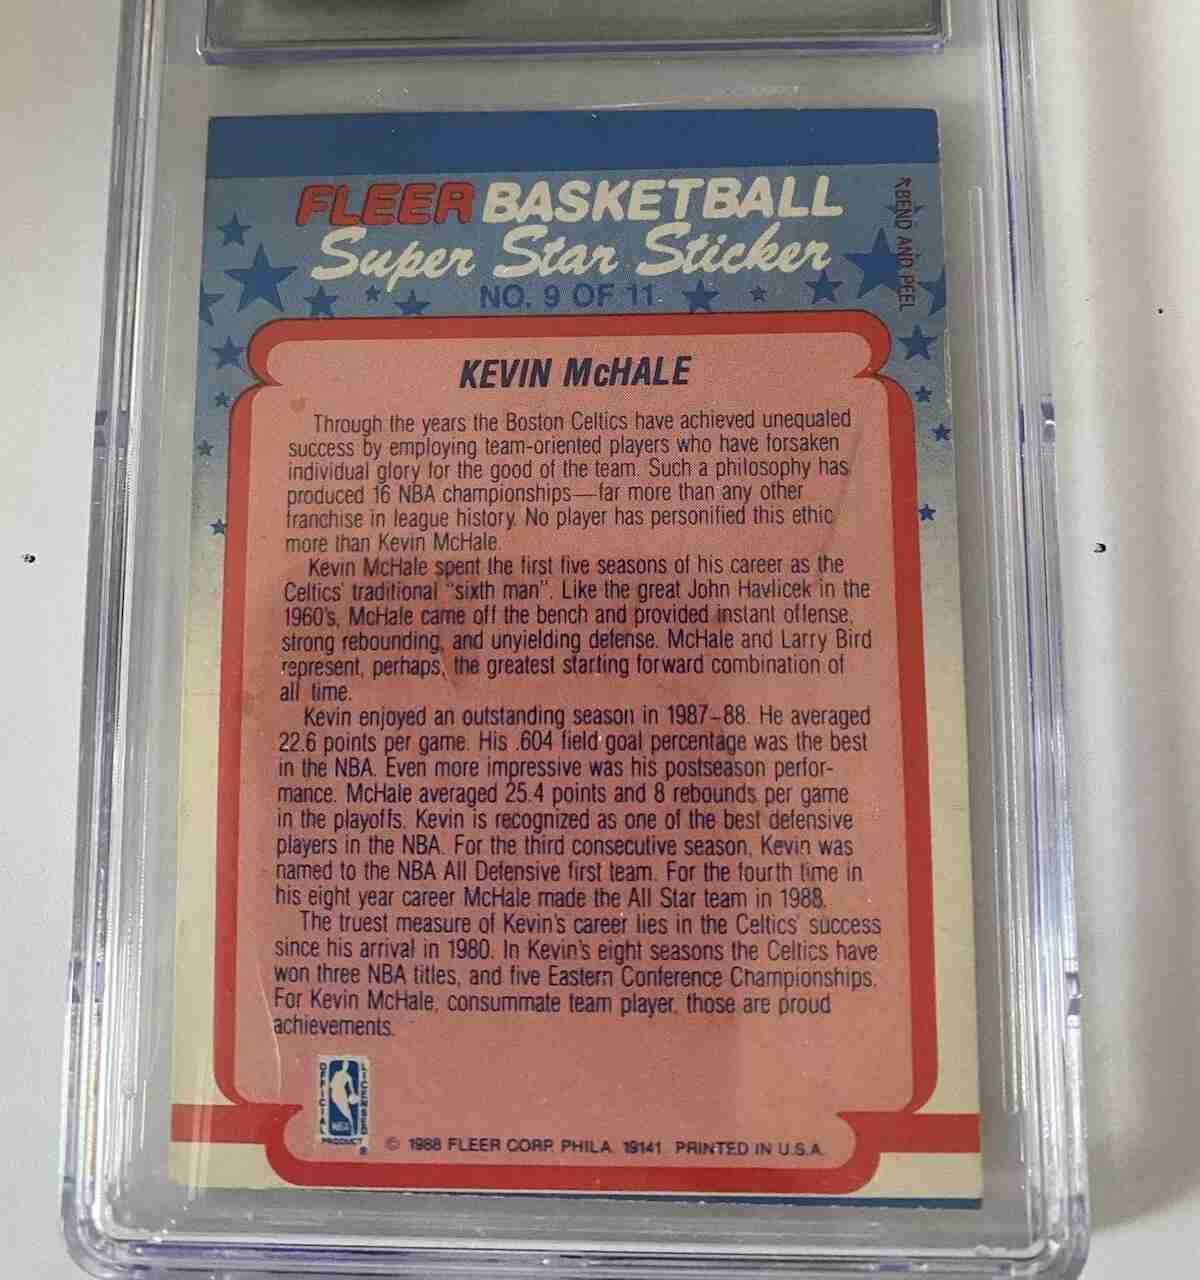 FLEER BASKETBALL
Super Star Sticker
NO. 9 OF 11
BEND AND PEEL
KEVIN McHALE
Through the years the Boston Celtics have achieved unequaled
success by employing team-oriented players who have forsaken
individual glory for the good of the team. Such a philosophy has
produced 16 NBA championships—far more than any other
franchise in league history. No player has personified this ethic
more than Kevin McHale.
Kevin McHale spent the first five seasons of his career as the
Celtics' traditional "sixth man". Like the great John Havlicek in the
1960's, McHale came off the bench and provided instant offense,
strong rebounding, and unyielding defense. McHale and Larry Bird
represent, perhaps, the greatest starting forward combination of
all time.
Kevin enjoyed an outstanding season in 1987-88. He averaged
22.6 points per game. His .604 field goal percentage was the best
in the NBA. Even more impressive was his postseason perfor-
mance. McHale averaged 25.4 points and 8 rebounds per game
in the playoffs. Kevin is recognized as one of the best defensive
players in the NBA. For the third consecutive season, Kevin was
named to the NBA All Defensive first team. For the fourth time in
his eight year career McHale made the All Star team in 1988.
The truest measure of Kevin's career lies in the Celtics' success
since his arrival in 1980. In Kevin's eight seasons the Celtics have
won three NBA titles, and five Eastern Conference Championships.
For Kevin McHale, consummate team player, those are proud
achievements.
OFFICIAL
LICENSED
NBA
PRODUCT ®
© 1988 FLEER CORP. PHILA. 19141 PRINTED IN U.S.A.